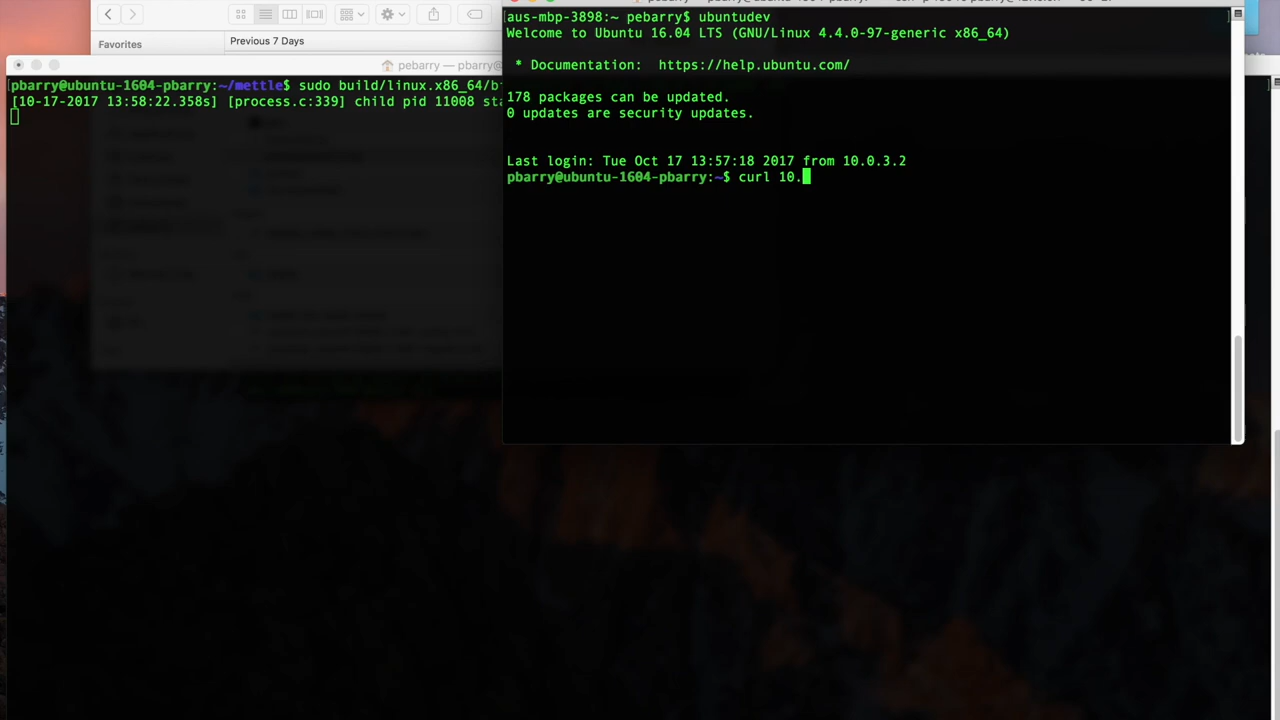 Favorites
Previous 7 Days
pebarry — pbarry@
pbarry@ubuntu-1604-pbarry:~/mettle$ sudo build/linux.x86_64/b
[10-17-2017 13:58:22.358s] [process.c:339] child pid 11008 sta
[aus-mbp-3898:~ pebarry$ ubuntudev
Welcome to Ubuntu 16.04 LTS (GNU/Linux 4.4.0-97-generic x86_64)
* Documentation: https://help.ubuntu.com/
178 packages can be updated.
0 updates are security updates.
Last login: Tue Oct 17 13:57:18 2017 from 10.0.3.2
pbarry@ubuntu-1604-pbarry:~$ curl 10.